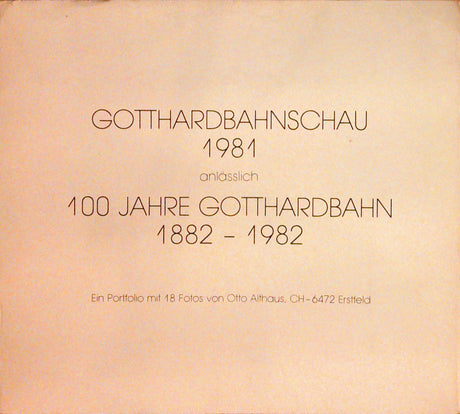 GOTTHARDBAHNSCHAU
1981
anlässlich
100 JAHRE GOTTHARDBAHN
1882 – 1982
Ein Portfolio mit 18 Fotos von Otto Althaus, CH–6472 Erstfeld